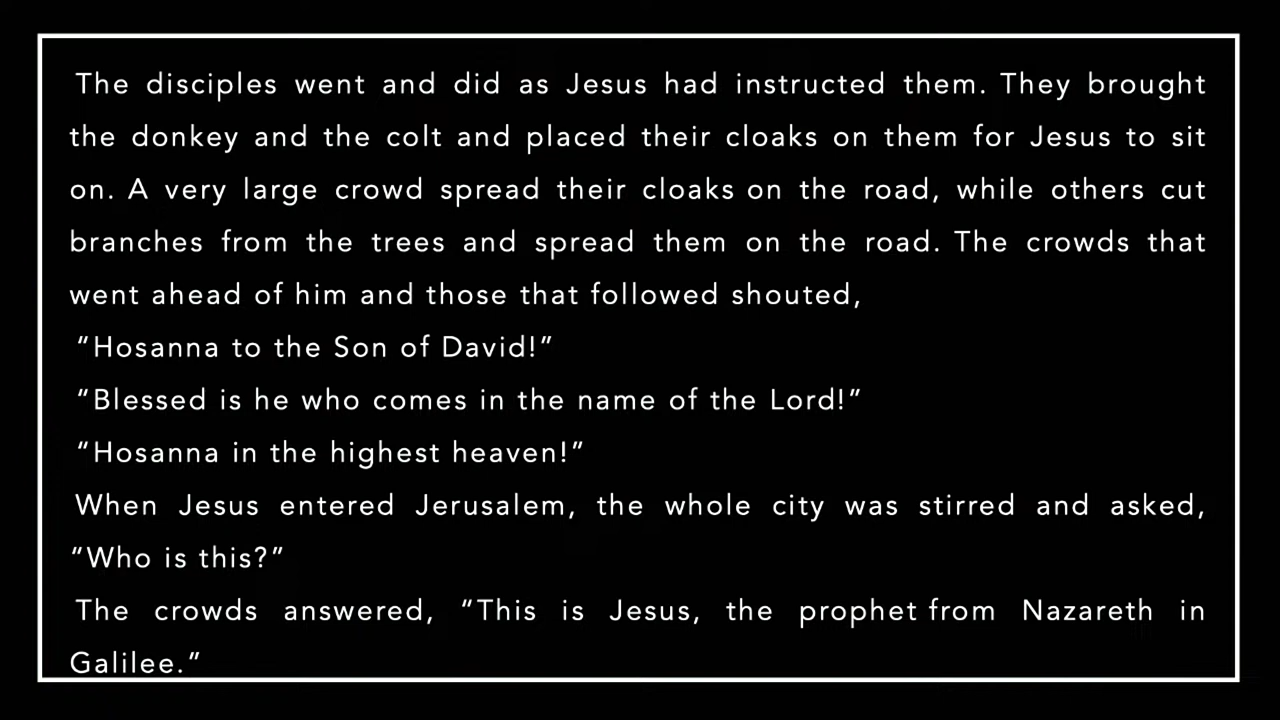 The disciples went and did as Jesus had instructed them. They brought
the donkey and the colt and placed their cloaks on them for Jesus to sit
on. A very large crowd spread their cloaks on the road, while others cut
branches from the trees and spread them on the road. The crowds that
went ahead of him and those that followed shouted,
“Hosanna to the Son of David!”
“Blessed is he who comes in the name of the Lord!”
“Hosanna in the highest heaven!”
When Jesus entered Jerusalem, the whole city was stirred and asked,
“Who is this?”
The crowds answered, “This is Jesus, the prophet from Nazareth in
Galilee.”